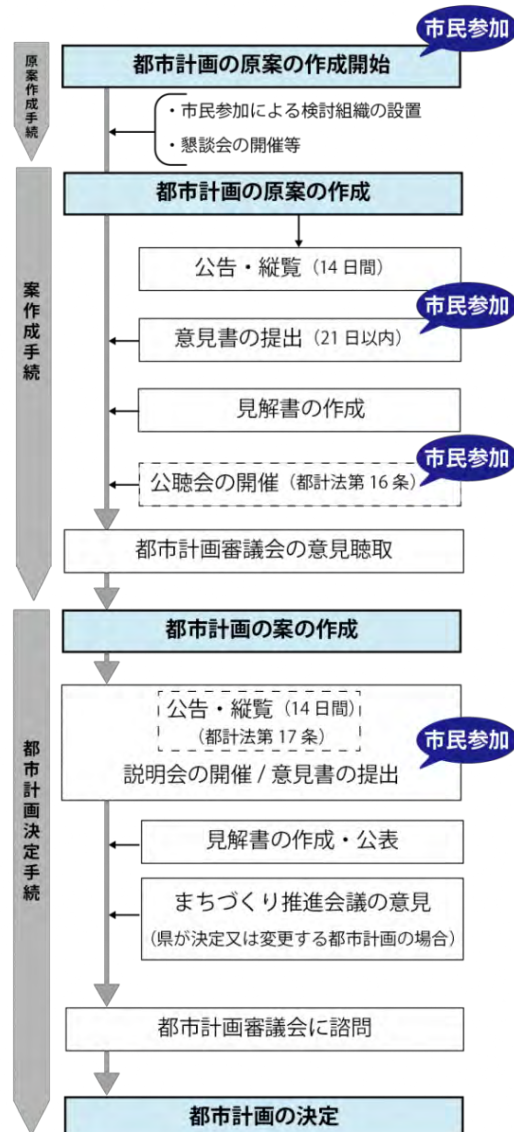 市民参加
原案作成手続
都市計画の原案の作成開始
・市民参加による検討組織の設置
・懇談会の開催等
案作成手続
都市計画の原案の作成
公告・縦覧（14 日間）
市民参加
意見書の提出（21 日以内）
見解書の作成
市民参加
公聴会の開催（都計法第 16 条）
都市計画審議会の意見聴取
都市計画決定手続
都市計画の案の作成
公告・縦覧（14 日間）
（都計法第 17 条）
市民参加
説明会の開催 / 意見書の提出
見解書の作成・公表
まちづくり推進会議の意見
（県が決定又は変更する都市計画の場合）
都市計画審議会に諮問
都市計画の決定